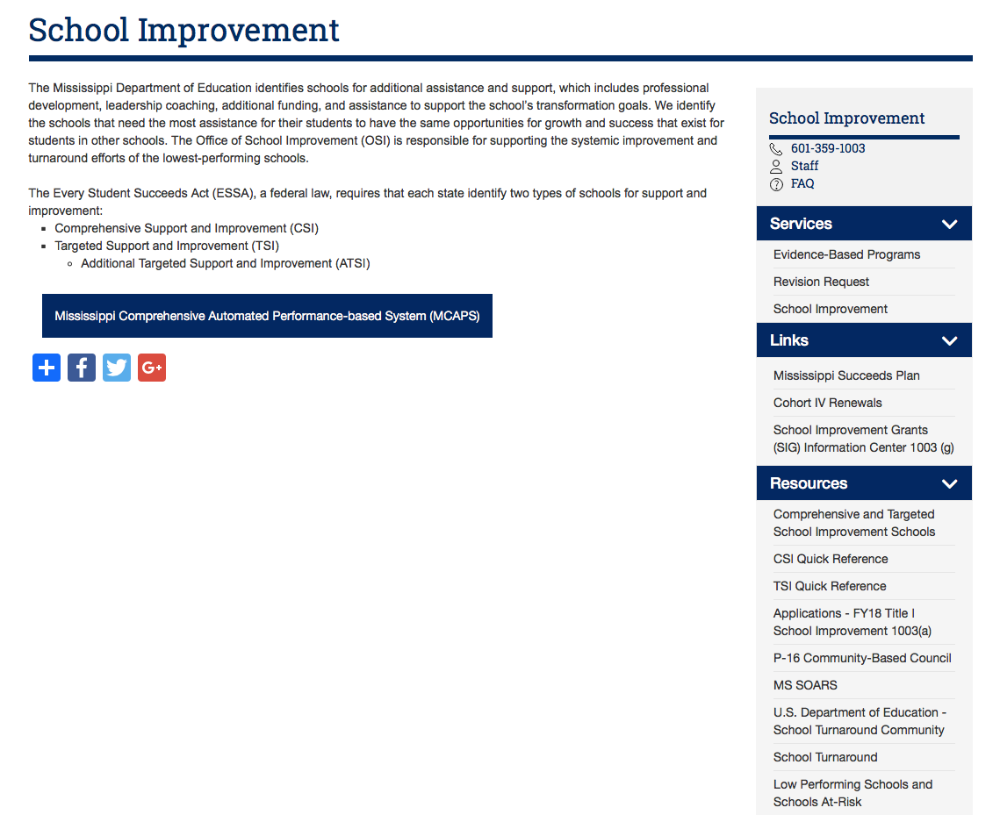 School Improvement
The Mississippi Department of Education identifies schools for additional assistance and support, which includes professional
development, leadership coaching, additional funding, and assistance to support the school's transformation goals. We identify
the schools that need the most assistance for their students to have the same opportunities for growth and success that exist for
students in other schools. The Office of School Improvement (OSI) is responsible for supporting the systemic improvement and
turnaround efforts of the lowest-performing schools.
The Every Student Succeeds Act (ESSA), a federal law, requires that each state identify two types of schools for support and
improvement:
Comprehensive Support and Improvement (CSI)
Targeted Support and Improvement (TSI)
Additional Targeted Support and Improvement (ATSI)
Mississippi Comprehensive Automated Performance-based System (MCAPS)
G+
School Improvement
601-359-1003
Staff
FAQ
Services
Evidence-Based Programs
Revision Request
School Improvement
Links
Mississippi Succeeds Plan
Cohort IV Renewals
School Improvement Grants
(SIG) Information Center 1003 (g)
Resources
Comprehensive and Targeted
School Improvement Schools
CSI Quick Reference
TSI Quick Reference
Applications - FY18 Title I
School Improvement 1003(a)
P-16 Community-Based Council
MS SOARS
U.S. Department of Education -
School Turnaround Community
School Turnaround
Low Performing Schools and
Schools At-Risk